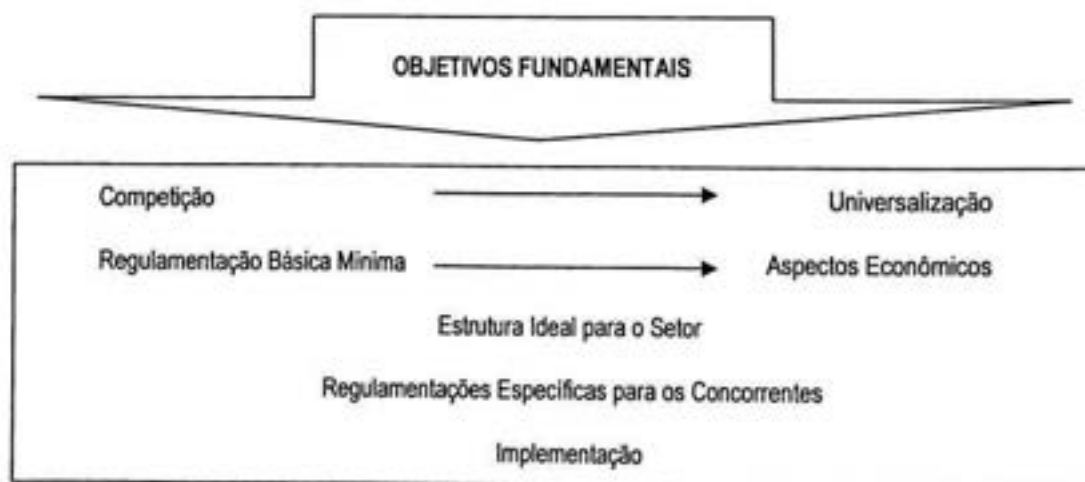 OBJETIVOS FUNDAMENTAIS
Competição Universalização
Regulamentação Básica Mínima Aspectos Econômicos
Estrutura Ideal para o Setor
Regulamentações Específicas para os Concorrentes
Implementação